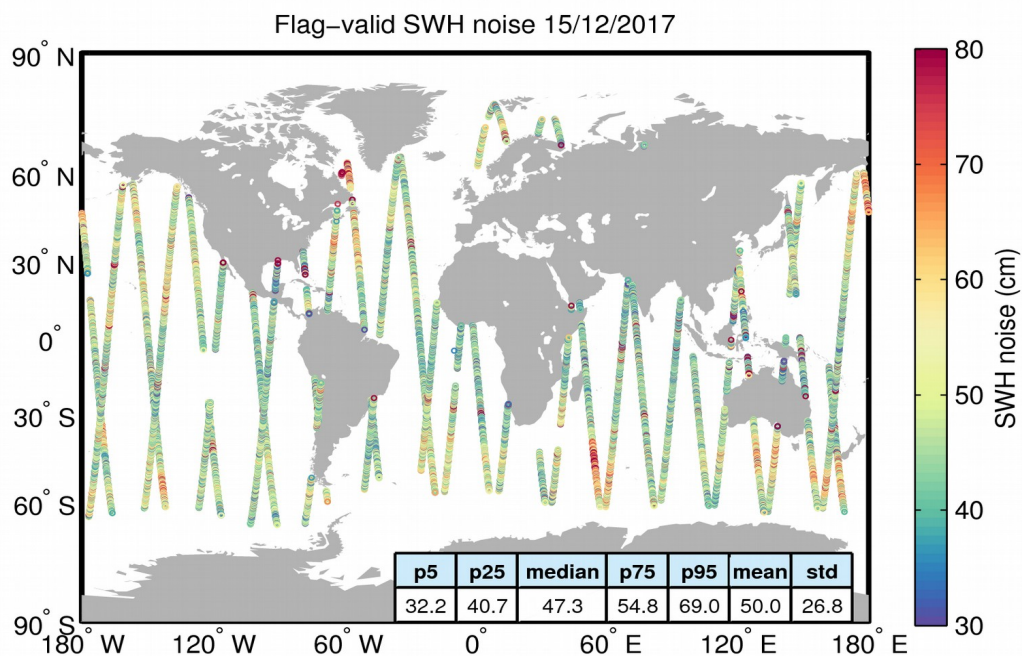 Flag−valid SWH noise 15/12/2017
90° N
60° N
30° N
0°
30° S
60° S
90° S
180° W 120° W 60° W 0° 60° E 120° E 180° E
80
70
60
50
40
30
SWH noise (cm)
p5 p25 median p75 p95 mean std
32.2 40.7 47.3 54.8 69.0 50.0 26.8